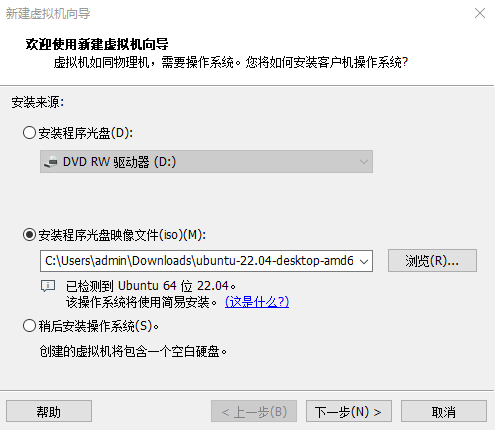 新建虚拟机向导
欢迎使用新建虚拟机向导
虚拟机如同物理机，需要操作系统。您将如何安装客户机操作系统?
安装来源:
安装程序光盘(D):
DVD RW 驱动器 (D:)
安装程序光盘映像文件(iso)(M):
C:\Users\admin\Downloads\ubuntu-22.04-desktop-amd6
浏览(R)...
已检测到 Ubuntu 64 位 22.04。
该操作系统将使用简易安装。 (这是什么?)
稍后安装操作系统(S)。
创建的虚拟机将包含一个空白硬盘。
帮助
< 上一步(B)
下一步(N) >
取消